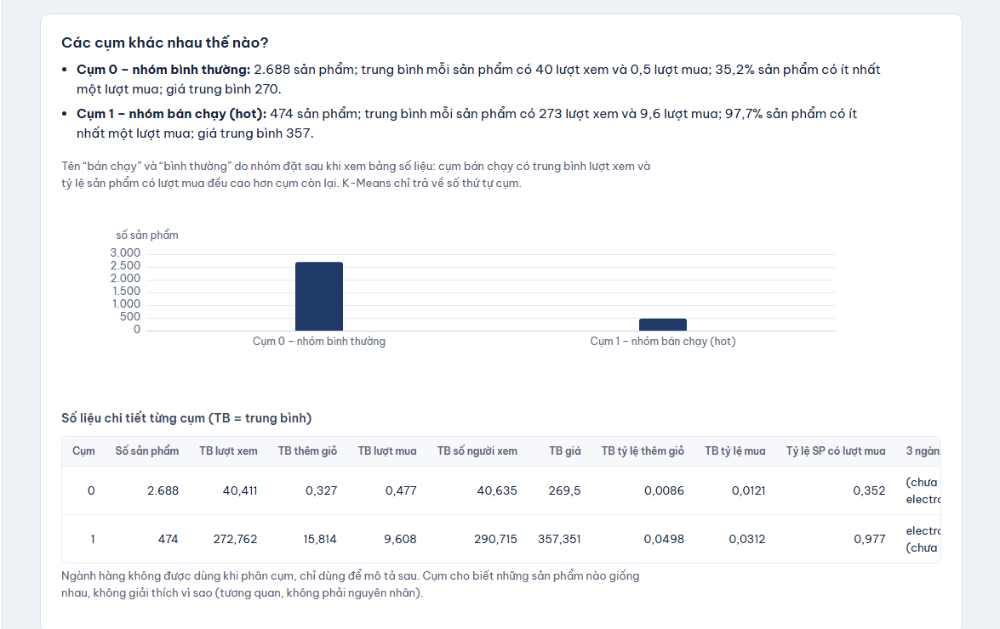 Các cụm khác nhau thế nào?
• Cụm 0 – nhóm bình thường: 2.688 sản phẩm; trung bình mỗi sản phẩm có 40 lượt xem và 0,5 lượt mua; 35,2% sản phẩm có ít nhất
một lượt mua; giá trung bình 270.
• Cụm 1 – nhóm bán chạy (hot): 474 sản phẩm; trung bình mỗi sản phẩm có 273 lượt xem và 9,6 lượt mua; 97,7% sản phẩm có ít
nhất một lượt mua; giá trung bình 357.
Tên “bán chạy” và “bình thường” do nhóm đặt sau khi xem bảng số liệu: cụm bán chạy có trung bình lượt xem và
tỷ lệ sản phẩm có lượt mua đều cao hơn cụm còn lại. K-Means chỉ trả về số thứ tự cụm.
số sản phẩm
3.000
2.500
2.000
1.500
1.000
500
0
Cụm 0 – nhóm bình thường Cụm 1 – nhóm bán chạy (hot)
Số liệu chi tiết từng cụm (TB = trung bình)
Cụm Số sản phẩm TB lượt xem TB thêm giỏ TB lượt mua TB số người xem TB giá TB tỷ lệ thêm giỏ TB tỷ lệ mua Tỷ lệ SP có lượt mua 3 ngàn
0 2.688 40,411 0,327 0,477 40,635 269,5 0,0086 0,0121 0,352 (chưa
electro
1 474 272,762 15,814 9,608 290,715 357,351 0,0498 0,0312 0,977 electro
(chưa
Ngành hàng không được dùng khi phân cụm, chỉ dùng để mô tả sau. Cụm cho biết những sản phẩm nào giống
nhau, không giải thích vì sao (tương quan, không phải nguyên nhân).